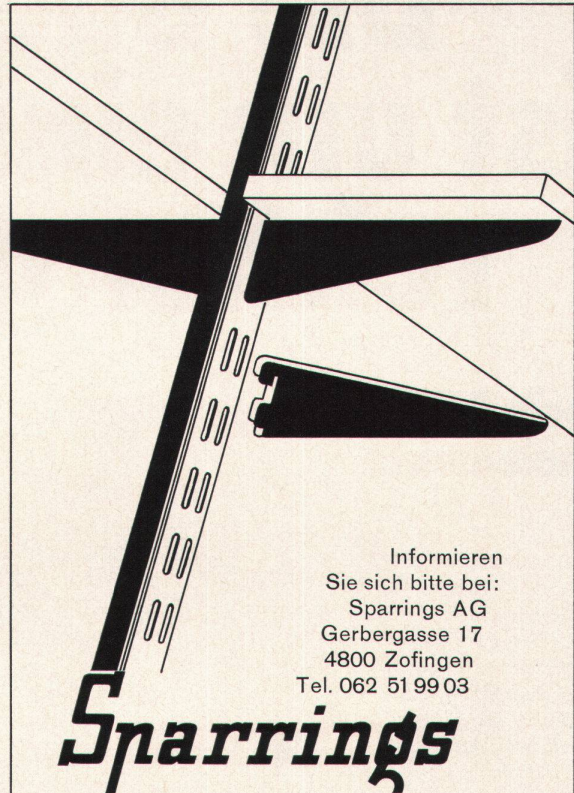 Informieren
Sie sich bitte bei:
Sparrings AG
Gerbergasse 17
4800 Zofingen
Tel. 062 51 99 03
Sparrings